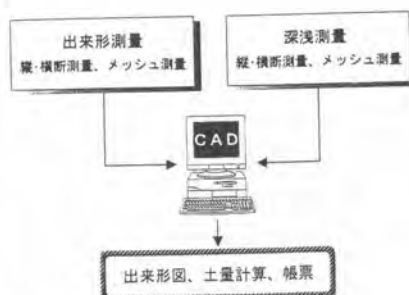 出来形測量
縦・横断測量、メッシュ測量
深浅測量
縦・横断測量、メッシュ測量
CAD
出来形図、土量計算、帳票